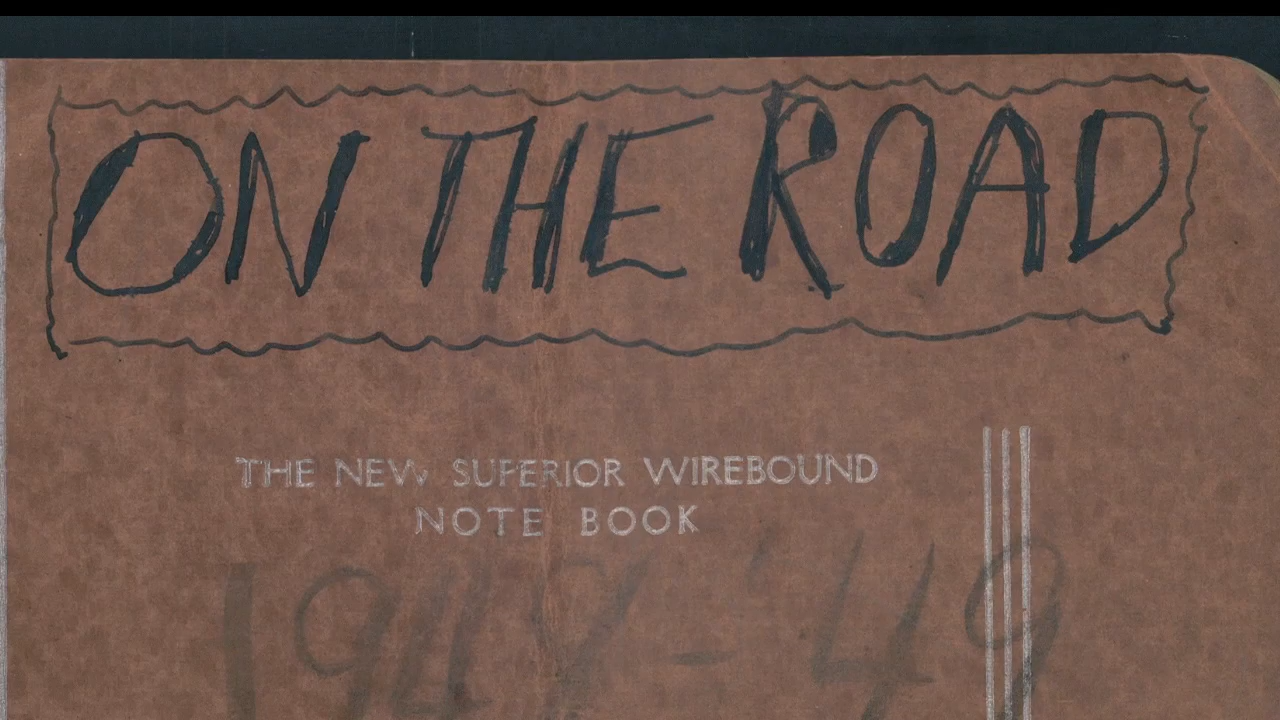 ON THE ROAD
THE NEW SUPERIOR WIREBOUND
NOTE BOOK
1947-'49